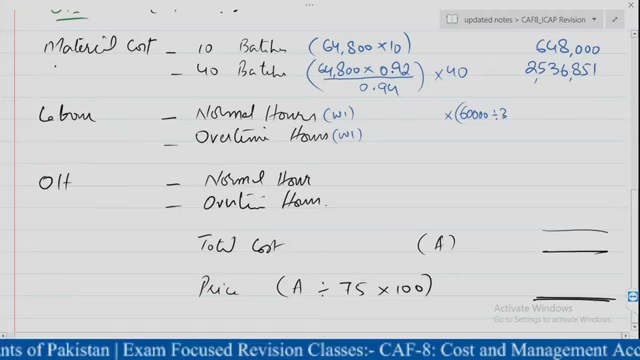 updated notes > CAF8_ICAP Revision
Material Cost – 10 Batches (64,800 × 10) 648,000
– 40 Batches (64,800 × 0.92 / 0.94) × 40 2536,851
Labour – Normal Hours (W1) × (60000 ÷ 3
– Overtime Hours (W1)
OH – Normal Hour
– Overtime Hour.
Total Cost (A)
Price (A ÷ 75 × 100)
Activate Windows
Go to Settings to activate Windows.
nts of Pakistan | Exam Focused Revision Classes:- CAF-8: Cost and Management Acc